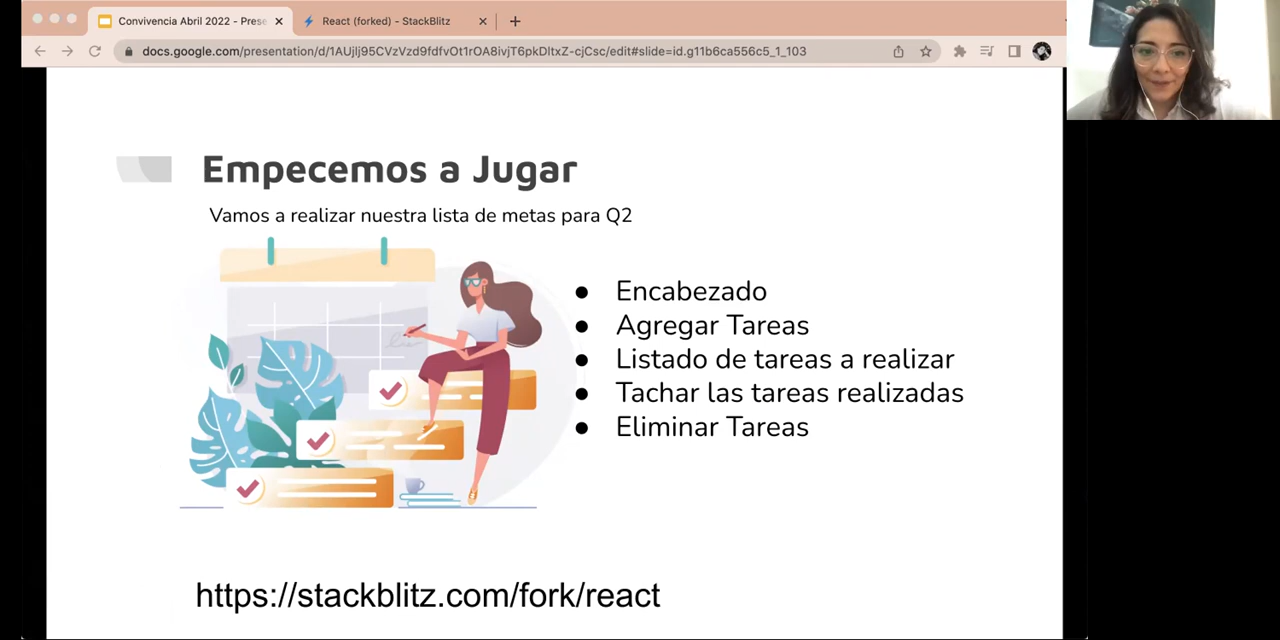 Convivencia Abril 2022 - Prese
React (forked) - StackBlitz
docs.google.com/presentation/d/1AUjlj95CVzVzd9fdfvOt1rOA8ivjT6pkDltxZ-cjCsc/edit#slide=id.g11b6ca556c5_1_103
Empecemos a Jugar
Vamos a realizar nuestra lista de metas para Q2
● Encabezado
● Agregar Tareas
● Listado de tareas a realizar
● Tachar las tareas realizadas
● Eliminar Tareas
https://stackblitz.com/fork/react